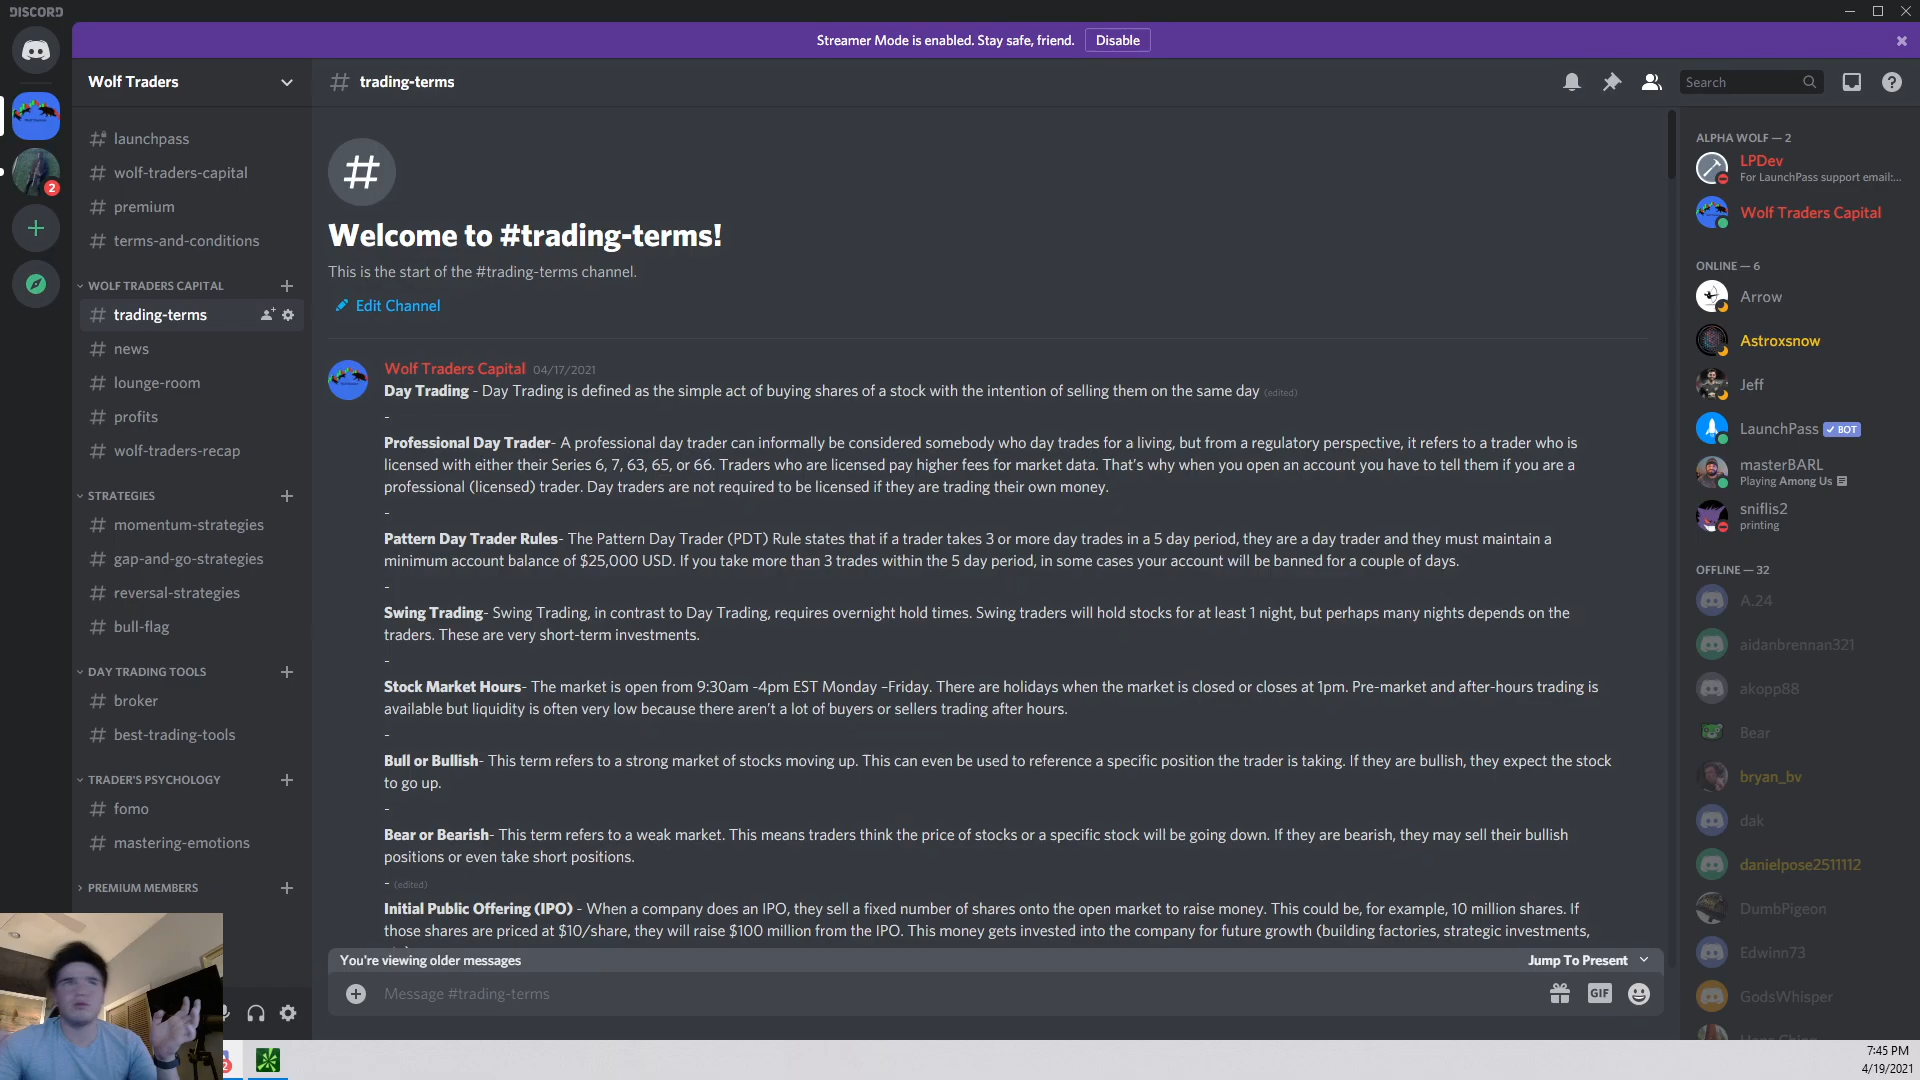 DISCORD
Streamer Mode is enabled. Stay safe, friend.
Disable
Wolf Traders
trading-terms
Search
launchpass
wolf-traders-capital
premium
terms-and-conditions
WOLF TRADERS CAPITAL
trading-terms
news
lounge-room
profits
wolf-traders-recap
STRATEGIES
momentum-strategies
gap-and-go-strategies
reversal-strategies
bull-flag
DAY TRADING TOOLS
broker
best-trading-tools
TRADER'S PSYCHOLOGY
fomo
mastering-emotions
PREMIUM MEMBERS
2
Welcome to #trading-terms!
This is the start of the #trading-terms channel.
Edit Channel
Wolf Traders Capital 04/17/2021
Day Trading - Day Trading is defined as the simple act of buying shares of a stock with the intention of selling them on the same day (edited)
-
Professional Day Trader- A professional day trader can informally be considered somebody who day trades for a living, but from a regulatory perspective, it refers to a trader who is
licensed with either their Series 6, 7, 63, 65, or 66. Traders who are licensed pay higher fees for market data. That's why when you open an account you have to tell them if you are a
professional (licensed) trader. Day traders are not required to be licensed if they are trading their own money.
-
Pattern Day Trader Rules- The Pattern Day Trader (PDT) Rule states that if a trader takes 3 or more day trades in a 5 day period, they are a day trader and they must maintain a
minimum account balance of $25,000 USD. If you take more than 3 trades within the 5 day period, in some cases your account will be banned for a couple of days.
-
Swing Trading- Swing Trading, in contrast to Day Trading, requires overnight hold times. Swing traders will hold stocks for at least 1 night, but perhaps many nights depends on the
traders. These are very short-term investments.
-
Stock Market Hours- The market is open from 9:30am -4pm EST Monday –Friday. There are holidays when the market is closed or closes at 1pm. Pre-market and after-hours trading is
available but liquidity is often very low because there aren't a lot of buyers or sellers trading after hours.
-
Bull or Bullish- This term refers to a strong market of stocks moving up. This can even be used to reference a specific position the trader is taking. If they are bullish, they expect the stock
to go up.
-
Bear or Bearish- This term refers to a weak market. This means traders think the price of stocks or a specific stock will be going down. If they are bearish, they may sell their bullish
positions or even take short positions.
- (edited)
Initial Public Offering (IPO) - When a company does an IPO, they sell a fixed number of shares onto the open market to raise money. This could be, for example, 10 million shares. If
those shares are priced at $10/share, they will raise $100 million from the IPO. This money gets invested into the company for future growth (building factories, strategic investments,
You're viewing older messages
Jump To Present
Message #trading-terms
GIF
ALPHA WOLF — 2
LPDev
For LaunchPass support email:...
Wolf Traders Capital
ONLINE — 6
Arrow
Astroxsnow
Jeff
LaunchPass BOT
masterBARL
Playing Among Us
sniflis2
printing
OFFLINE — 32
A.24
aidanbrennan321
akopp88
Bear
bryan_bv
dak
danielpose2511112
DumbPigeon
Edwinn73
GodsWhisper
2
7:45 PM
4/19/2021